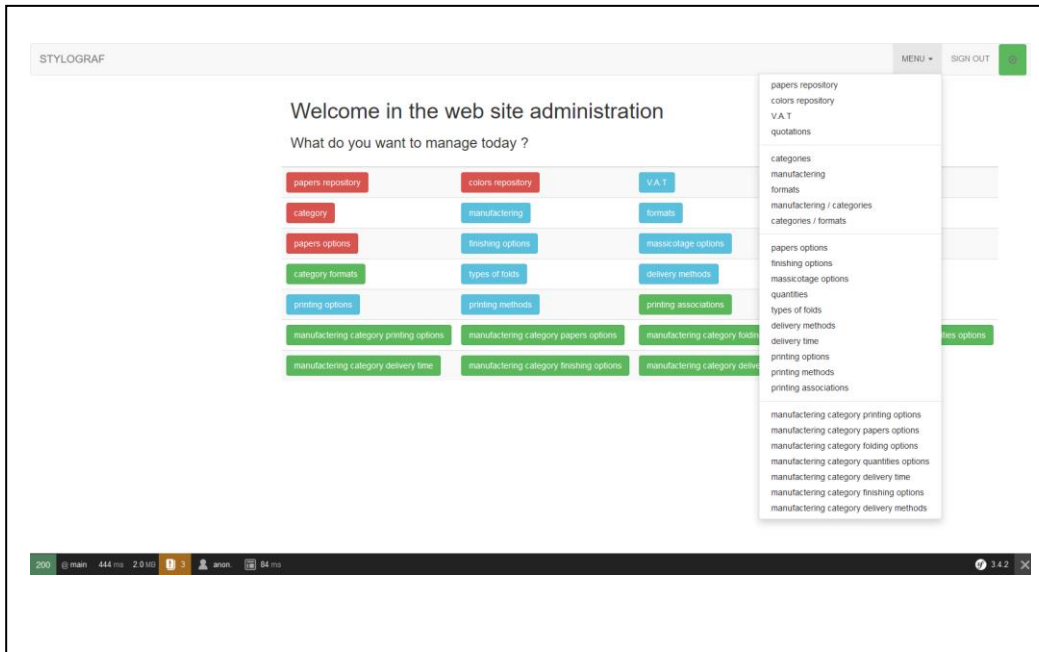 STYLOGRAF MENU SIGN OUT
Welcome in the web site administration
What do you want to manage today ?
papers repository colors repository V.A.T
category manufactering formats
papers options finishing options massicotage options
category formats types of folds delivery methods
printing options printing methods printing associations
manufactering category printing options manufactering category papers options manufactering category options
manufactering category delivery time manufactering category finishing options manufactering category
papers repository
colors repository
V.A.T
quotations
categories
manufactering
formats
manufactering / categories
categories / formats
papers options
finishing options
massicotage options
quantities
types of folds
delivery methods
delivery time
printing options
printing methods
printing associations
manufactering category printing options
manufactering category papers options
manufactering category folding options
manufactering category quantities options
manufactering category delivery time
manufactering category finishing options
manufactering category delivery methods
200 @ main 444 ms 2.0 MB 3 anon. 84 ms sf 3.4.2